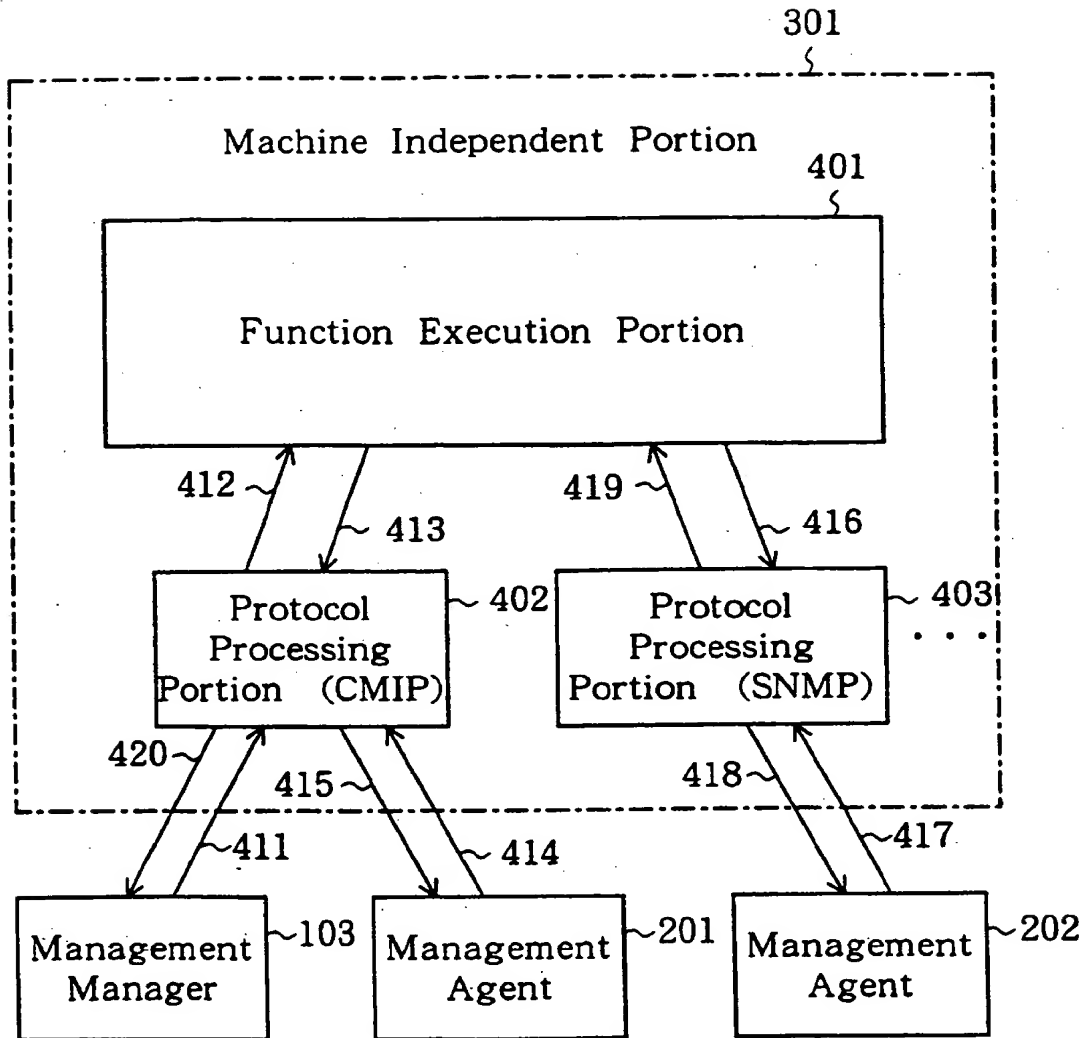 301
Machine Independent Portion
401
Function Execution Portion
412
413
419
416
Protocol
Processing
Portion (CMIP)
402
Protocol
Processing
Portion (SNMP)
403
. . .
420
411
415
414
418
417
Management
Manager
103
Management
Agent
201
Management
Agent
202